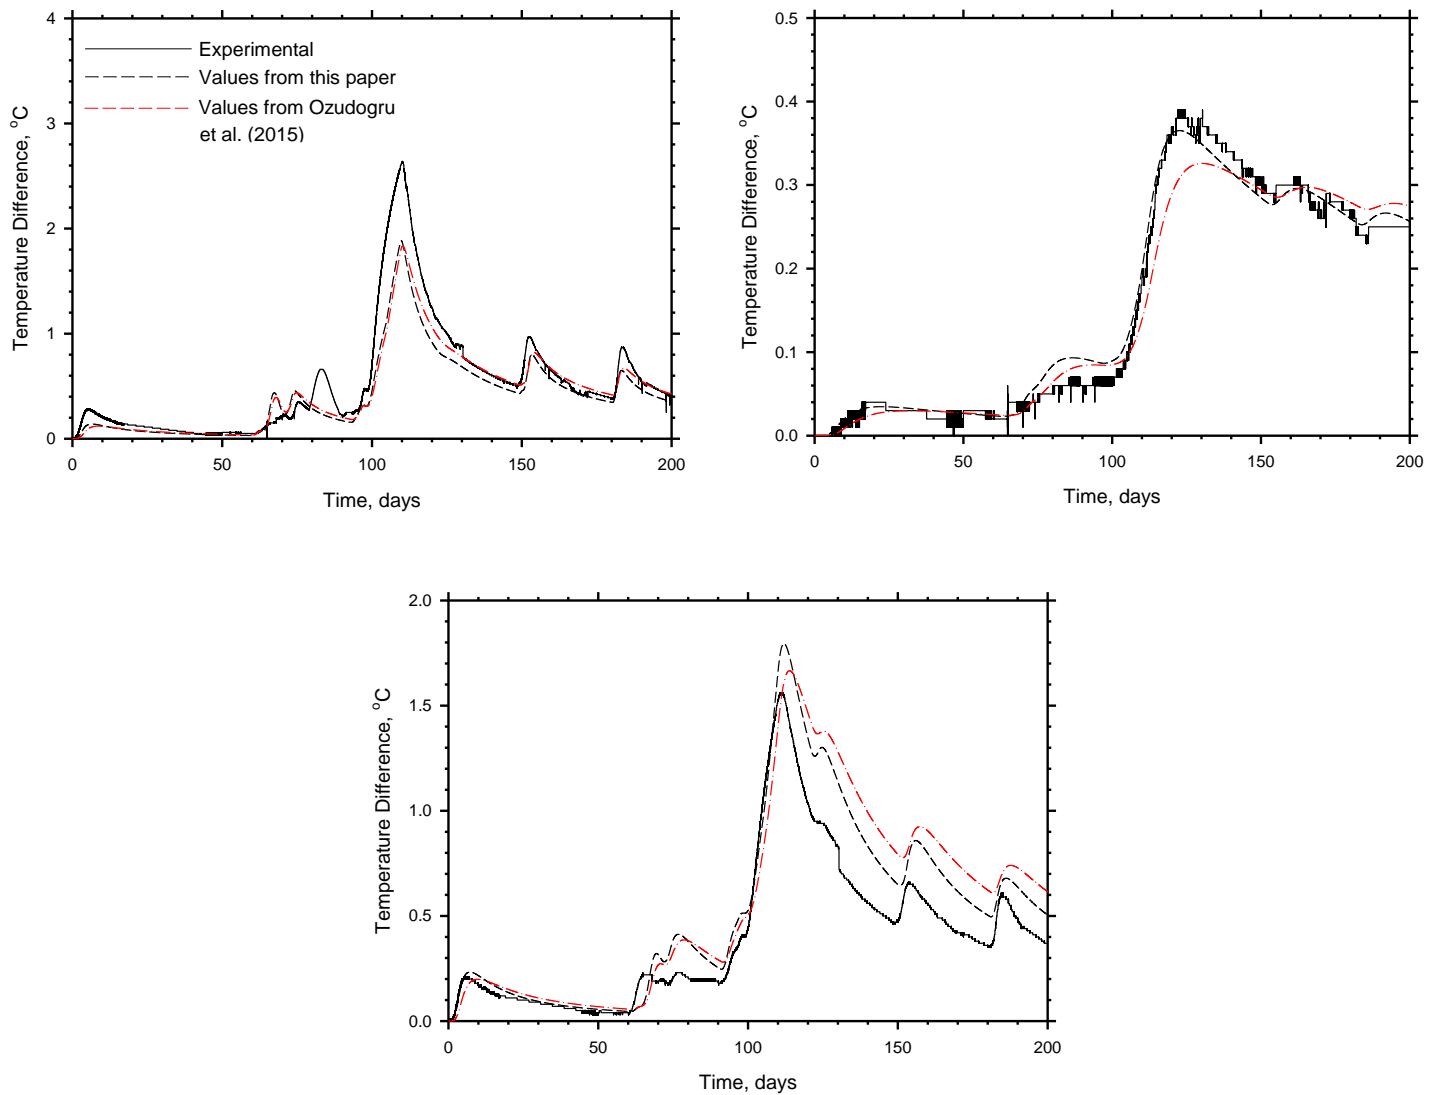 4
3
2
1
0
Temperature Difference, °C
Experimental
Values from this paper
Values from Ozudogru
et al. (2015)
0 50 100 150 200
Time, days
0.5
0.4
0.3
0.2
0.1
0.0
Temperature Difference, °C
0 50 100 150 200
Time, days
2.0
1.5
1.0
0.5
0.0
Temperature Difference, °C
0 50 100 150 200
Time, days